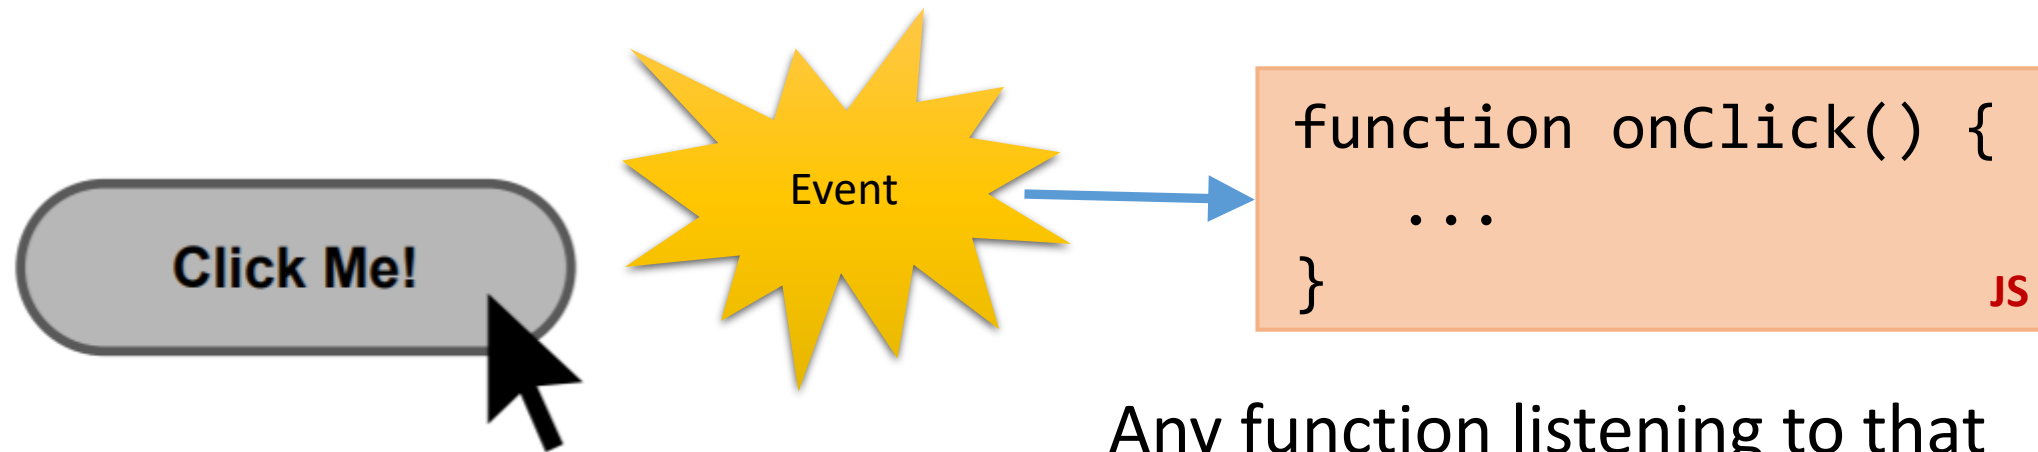 Click Me!
Event
function onClick() {
...
}
JS
Any function listening to that